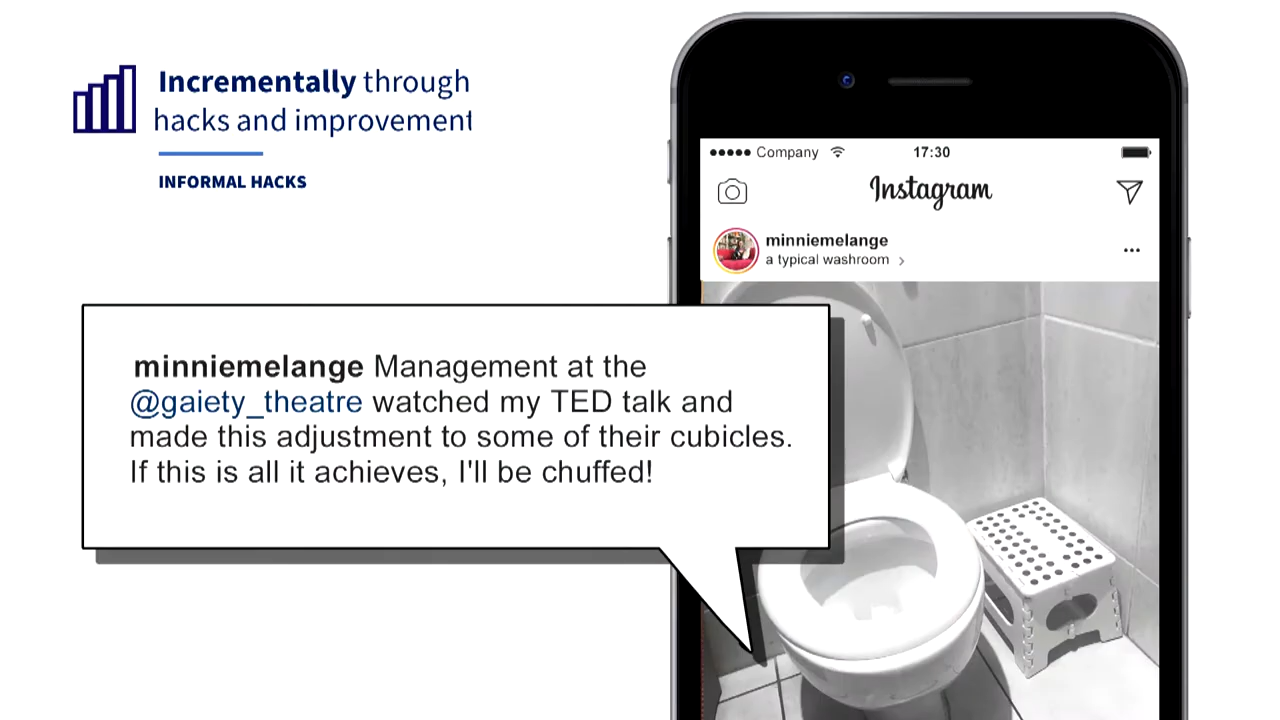 Incrementally through
hacks and improvement
INFORMAL HACKS
Company 17:30
Instagram
minniemelange
a typical washroom
minniemelange Management at the
@gaiety_theatre watched my TED talk and
made this adjustment to some of their cubicles.
If this is all it achieves, I'll be chuffed!